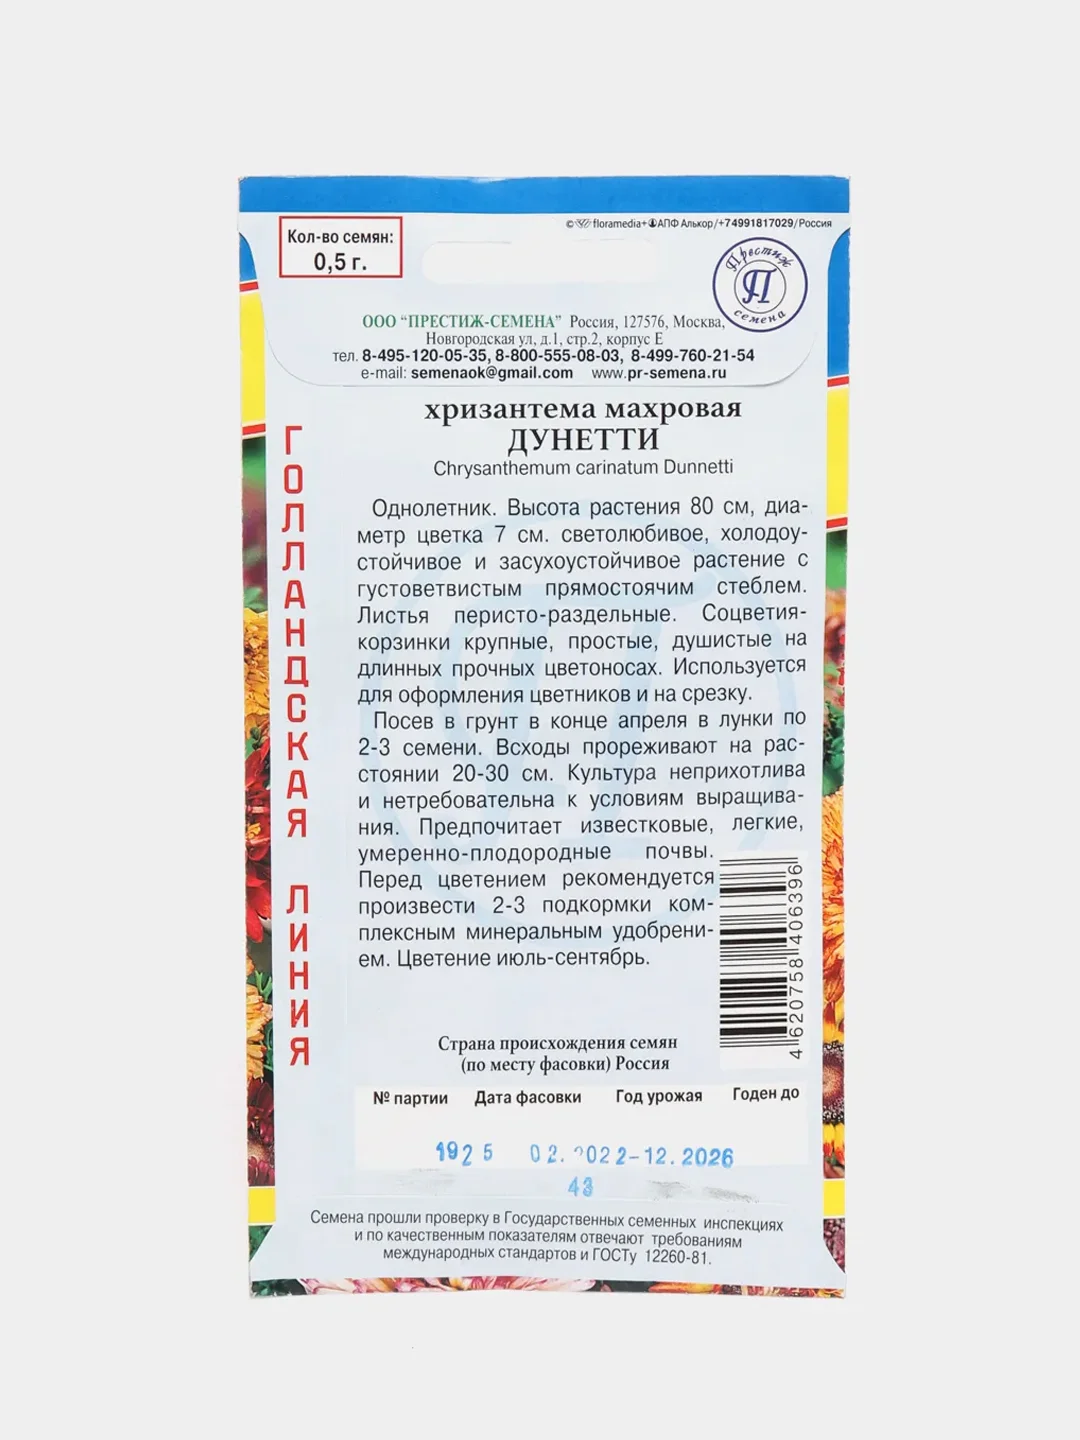 © floramedia+АПФ Алькор/+74991817029/Россия
Кол-во семян:
0,5 г.
Престиж
П
семена
ООО “ПРЕСТИЖ-СЕМЕНА” Россия, 127576, Москва,
Новгородская ул, д.1, стр.2, корпус Е
тел. 8-495-120-05-35, 8-800-555-08-03, 8-499-760-21-54
e-mail: semenaok@gmail.com www.pr-semena.ru
ГОЛЛАНДСКАЯ ЛИНИЯ
хризантема махровая
ДУНЕТТИ
Chrysanthemum carinatum Dunnetti
Однолетник. Высота растения 80 см, диа-
метр цветка 7 см. светолюбивое, холодоу-
стойчивое и засухоустойчивое растение с
густоветвистым прямостоячим стеблем.
Листья перисто-раздельные. Соцветия-
корзинки крупные, простые, душистые на
длинных прочных цветоносах. Используется
для оформления цветников и на срезку.
Посев в грунт в конце апреля в лунки по
2-3 семени. Всходы прореживают на рас-
стоянии 20-30 см. Культура неприхотлива
и нетребовательна к условиям выращива-
ния. Предпочитает известковые, легкие,
умеренно-плодородные почвы.
Перед цветением рекомендуется
произвести 2-3 подкормки ком-
плексным минеральным удобрени-
ем. Цветение июль-сентябрь.
4 620758 406396
Страна происхождения семян
(по месту фасовки) Россия
№ партии Дата фасовки Год урожая Годен до
1925 02.2022-12.2026
43
Семена прошли проверку в Государственных семенных инспекциях
и по качественным показателям отвечают требованиям
международных стандартов и ГОСТу 12260-81.